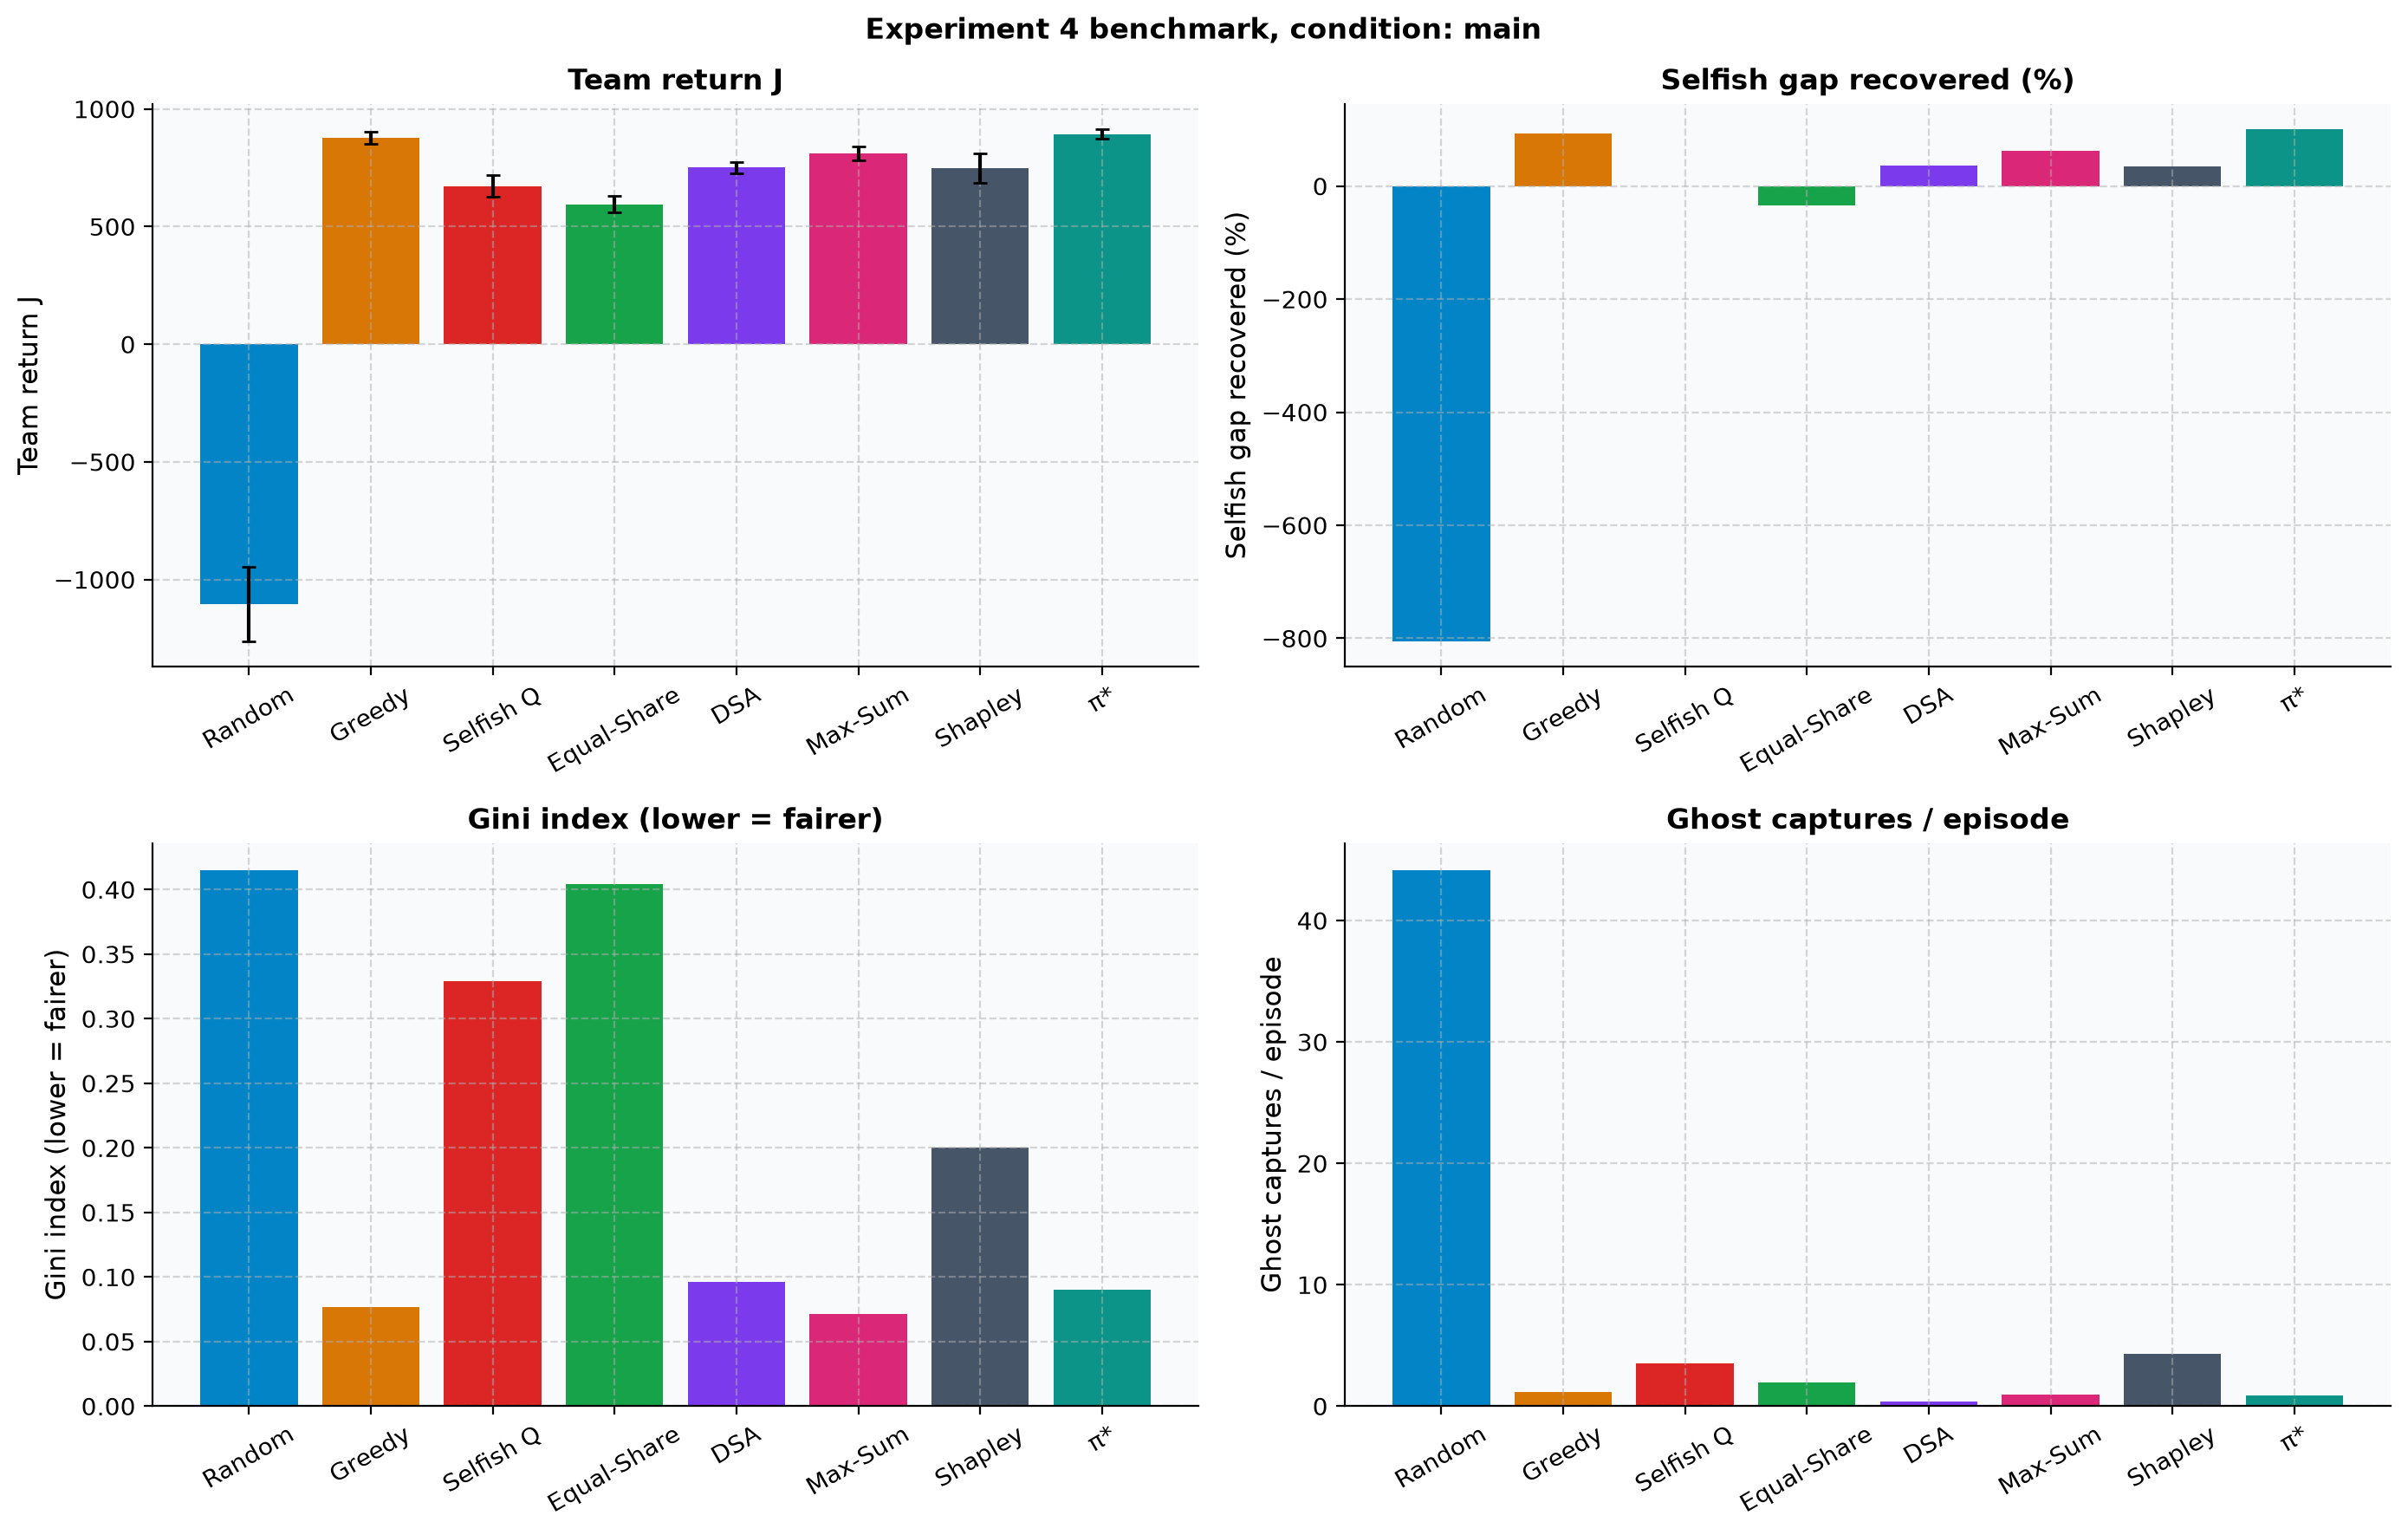 Experiment 4 benchmark, condition: main
Team return J
Team return J
1000
500
0
−500
−1000
Random
Greedy
Selfish Q
Equal-Share
DSA
Max-Sum
Shapley
π*
Selfish gap recovered (%)
Selfish gap recovered (%)
0
−200
−400
−600
−800
Random
Greedy
Selfish Q
Equal-Share
DSA
Max-Sum
Shapley
π*
Gini index (lower = fairer)
Gini index (lower = fairer)
0.40
0.35
0.30
0.25
0.20
0.15
0.10
0.05
0.00
Random
Greedy
Selfish Q
Equal-Share
DSA
Max-Sum
Shapley
π*
Ghost captures / episode
Ghost captures / episode
40
30
20
10
0
Random
Greedy
Selfish Q
Equal-Share
DSA
Max-Sum
Shapley
π*